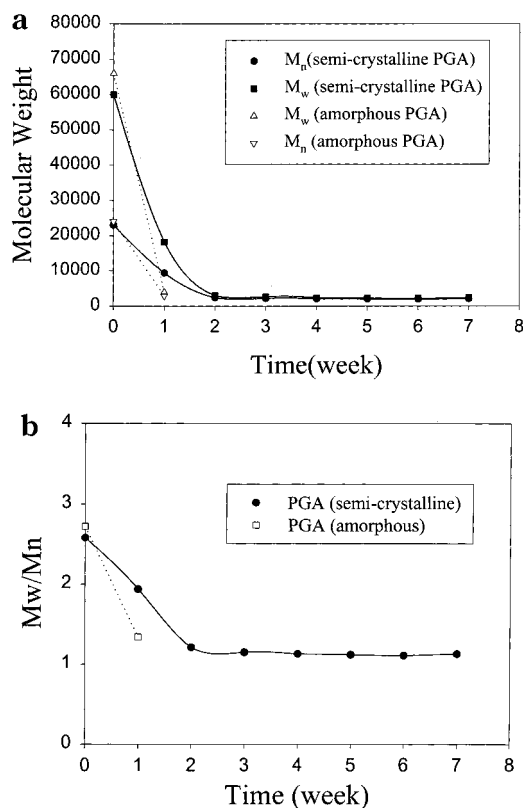 a
80000
70000
60000
50000
40000
30000
20000
10000
0
Molecular Weight
Mn(semi-crystalline PGA)
Mw (semi-crystalline PGA)
Mw (amorphous PGA)
Mn (amorphous PGA)
0 1 2 3 4 5 6 7 8
Time(week)
b
4
3
2
1
0
Mw/Mn
PGA (semi-crystalline)
PGA (amorphous)
0 1 2 3 4 5 6 7 8
Time (week)